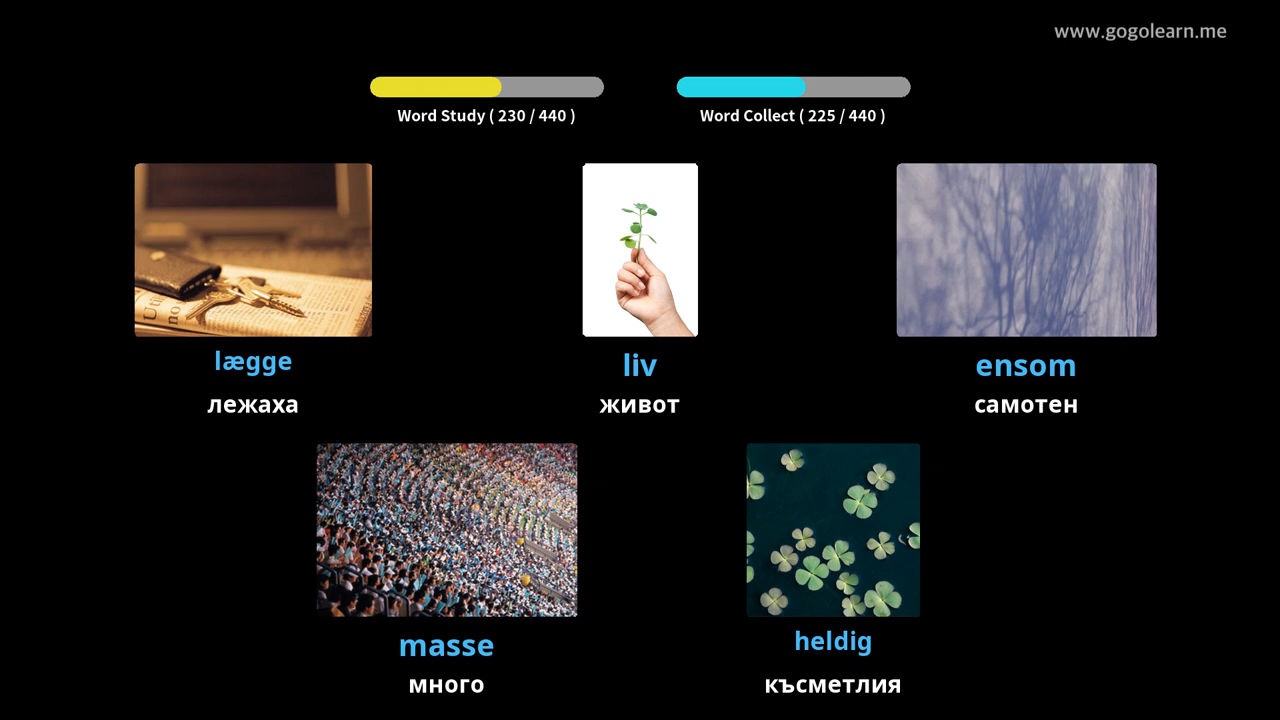 www.gogolearn.me
Word Study ( 230 / 440 )
Word Collect ( 225 / 440 )
lægge
лежаха
liv
живот
ensom
самотен
masse
много
heldig
късметлия